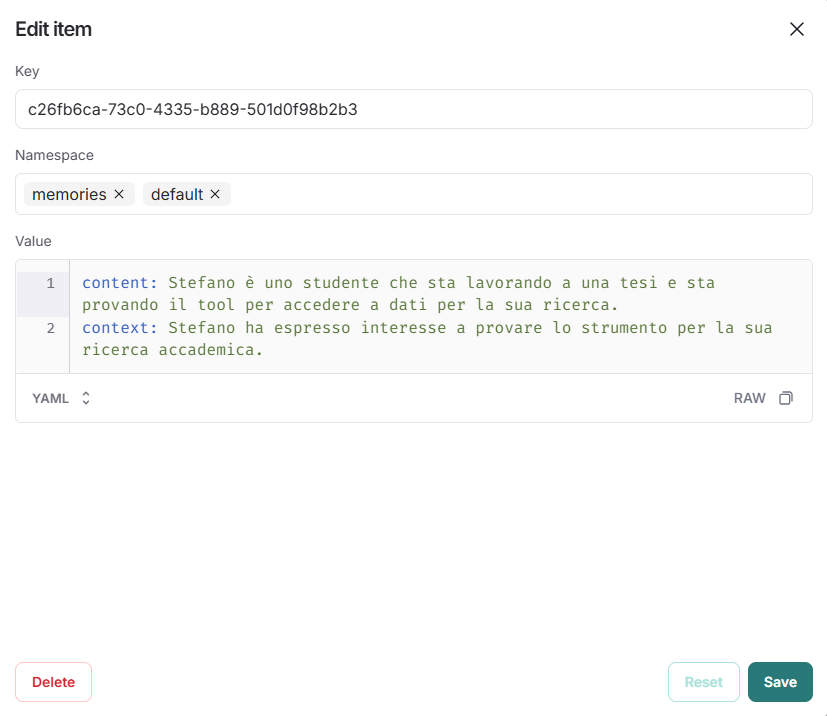 Edit item
Key
c26fb6ca-73c0-4335-b889-501d0f98b2b3
Namespace
memories × default ×
Value
1 content: Stefano è uno studente che sta lavorando a una tesi e sta
provando il tool per accedere a dati per la sua ricerca.
2 context: Stefano ha espresso interesse a provare lo strumento per la sua
ricerca accademica.
YAML RAW
Delete Reset Save